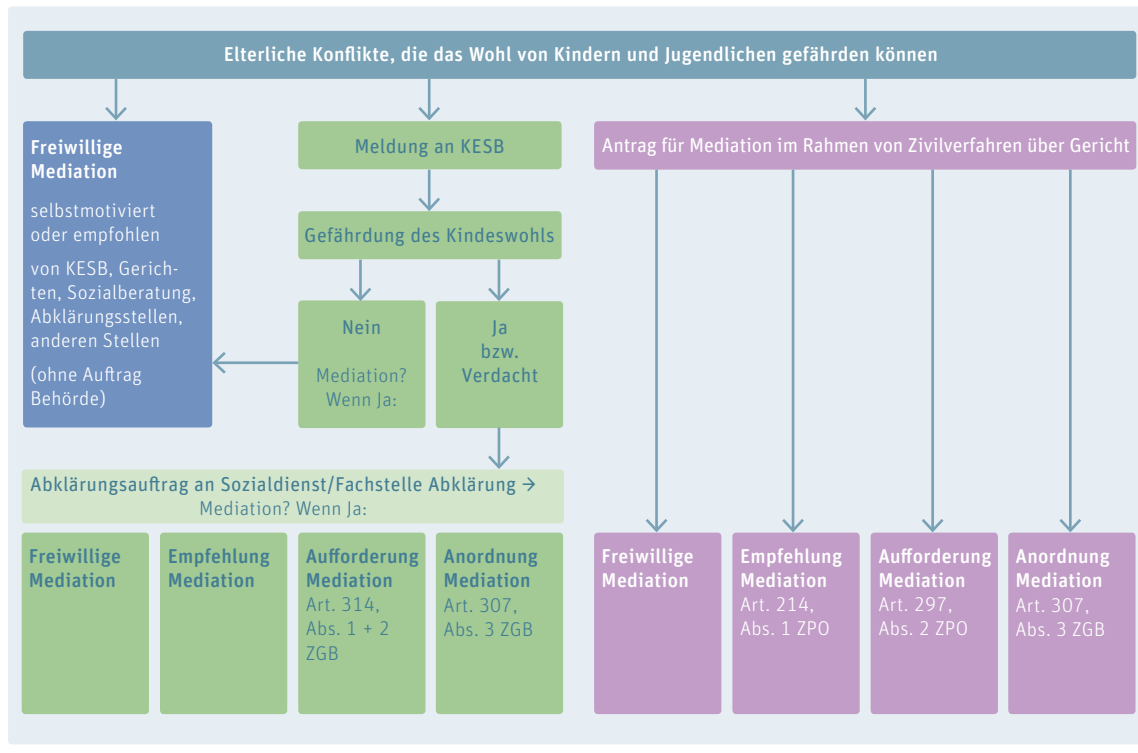 Elterliche Konflikte, die das Wohl von Kindern und Jugendlichen gefährden können
Freiwillige
Mediation
selbstmotiviert
oder empfohlen
von KESB, Gerich-
ten, Sozialberatung,
Abklärungsstellen,
anderen Stellen
(ohne Auftrag
Behörde)
Meldung an KESB
Gefährdung des Kindeswohls
Nein
Mediation?
Wenn Ja:
Ja
bzw.
Verdacht
Abklärungsauftrag an Sozialdienst/Fachstelle Abklärung →
Mediation? Wenn Ja:
Freiwillige
Mediation
Empfehlung
Mediation
Aufforderung
Mediation
Art. 314,
Abs. 1 + 2
ZGB
Anordnung
Mediation
Art. 307,
Abs. 3 ZGB
Antrag für Mediation im Rahmen von Zivilverfahren über Gericht
Freiwillige
Mediation
Empfehlung
Mediation
Art. 214,
Abs. 1 ZPO
Aufforderung
Mediation
Art. 297,
Abs. 2 ZPO
Anordnung
Mediation
Art. 307,
Abs. 3 ZGB